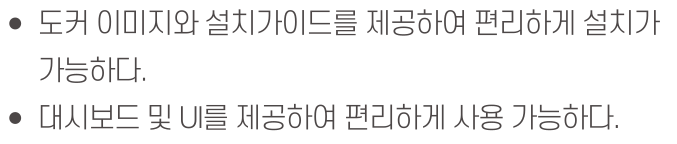 ● 도커 이미지와 설치가이드를 제공하여 편리하게 설치가
가능하다.
● 대시보드 및 UI를 제공하여 편리하게 사용 가능하다.